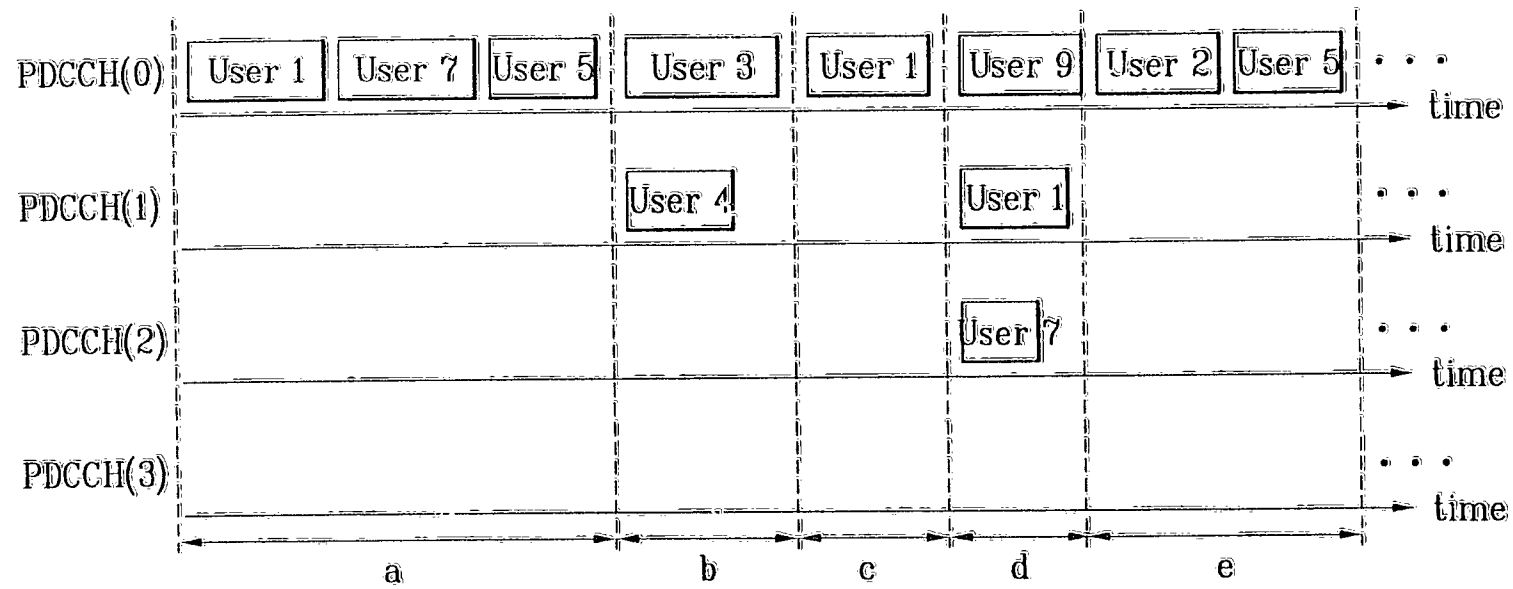 PDCCH(0) User 1 User 7 User 5 User 3 User 1 User 9 User 2 User 5 · · ·
time
PDCCH(1) User 4 User 1 · · ·
time
PDCCH(2) User 7 · · ·
time
PDCCH(3) · · ·
time
a b c d e